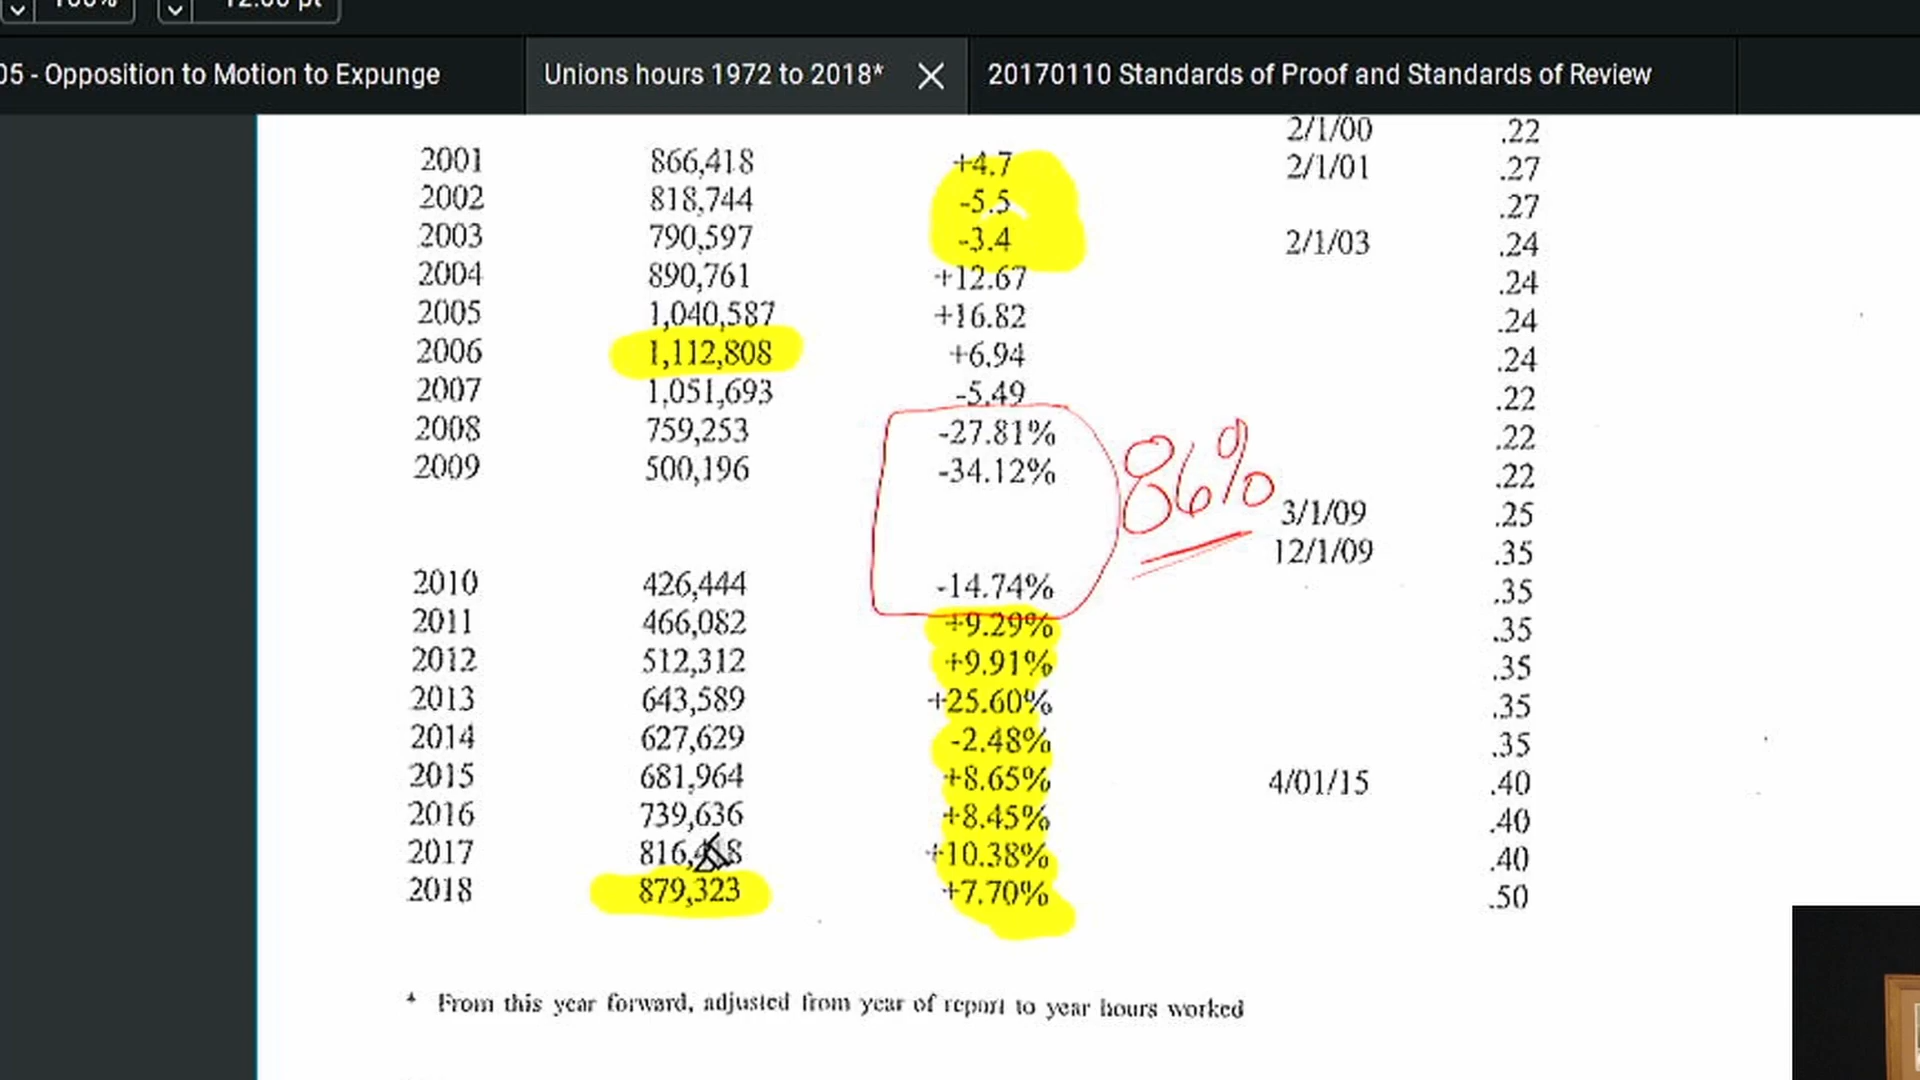 100% 12.00 pt
05 - Opposition to Motion to Expunge Unions hours 1972 to 2018* 20170110 Standards of Proof and Standards of Review
2/1/00 .22
2001 866,418 +4.7 2/1/01 .27
2002 818,744 -5.5 .27
2003 790,597 -3.4 2/1/03 .24
2004 890,761 +12.67 .24
2005 1,040,587 +16.82 .24
2006 1,112,808 +6.94 .24
2007 1,051,693 -5.49 .22
2008 759,253 -27.81% .22
2009 500,196 -34.12% 86% .22
3/1/09 .25
12/1/09 .35
2010 426,444 -14.74% .35
2011 466,082 +9.29% .35
2012 512,312 +9.91% .35
2013 643,589 +25.60% .35
2014 627,629 -2.48% .35
2015 681,964 +8.65% 4/01/15 .40
2016 739,636 +8.45% .40
2017 +10.38% .40
2018 879,323 +7.70% .50
* From this year forward, adjusted from year of report to year hours worked